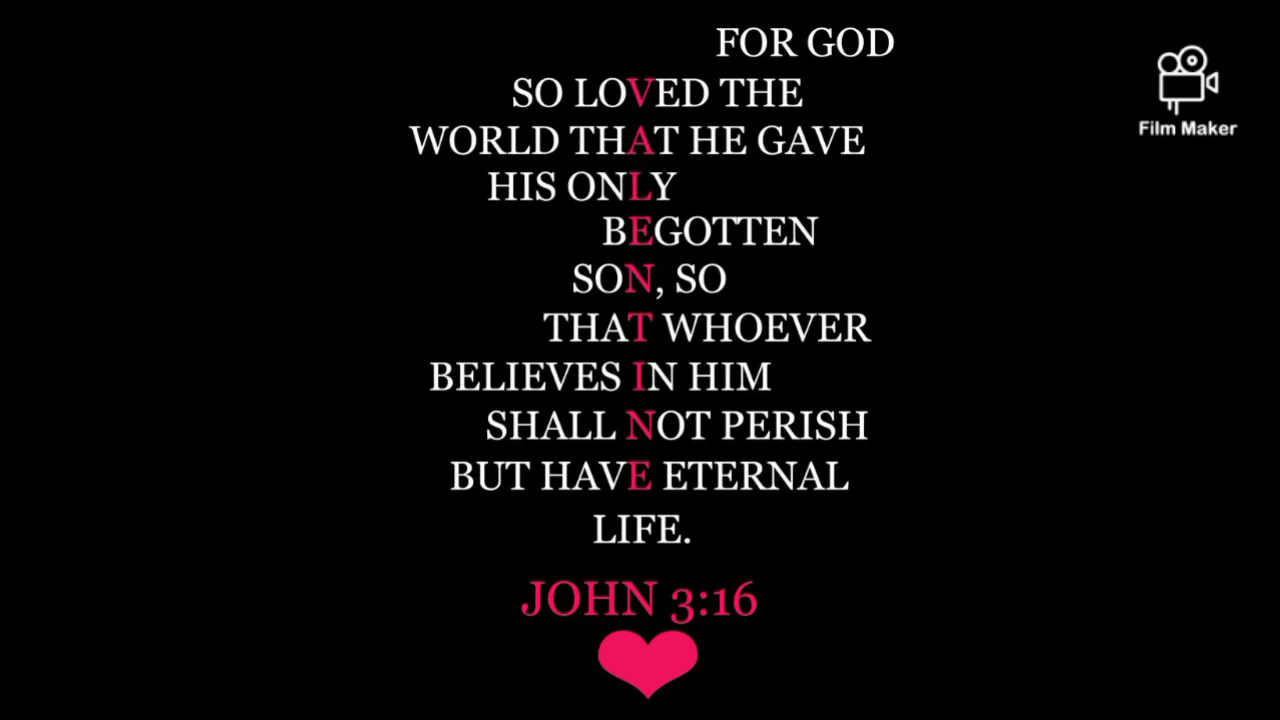 FOR GOD
SO LOVED THE
WORLD THAT HE GAVE
HIS ONLY
BEGOTTEN
SON, SO
THAT WHOEVER
BELIEVES IN HIM
SHALL NOT PERISH
BUT HAVE ETERNAL
LIFE.
JOHN 3:16
Film Maker